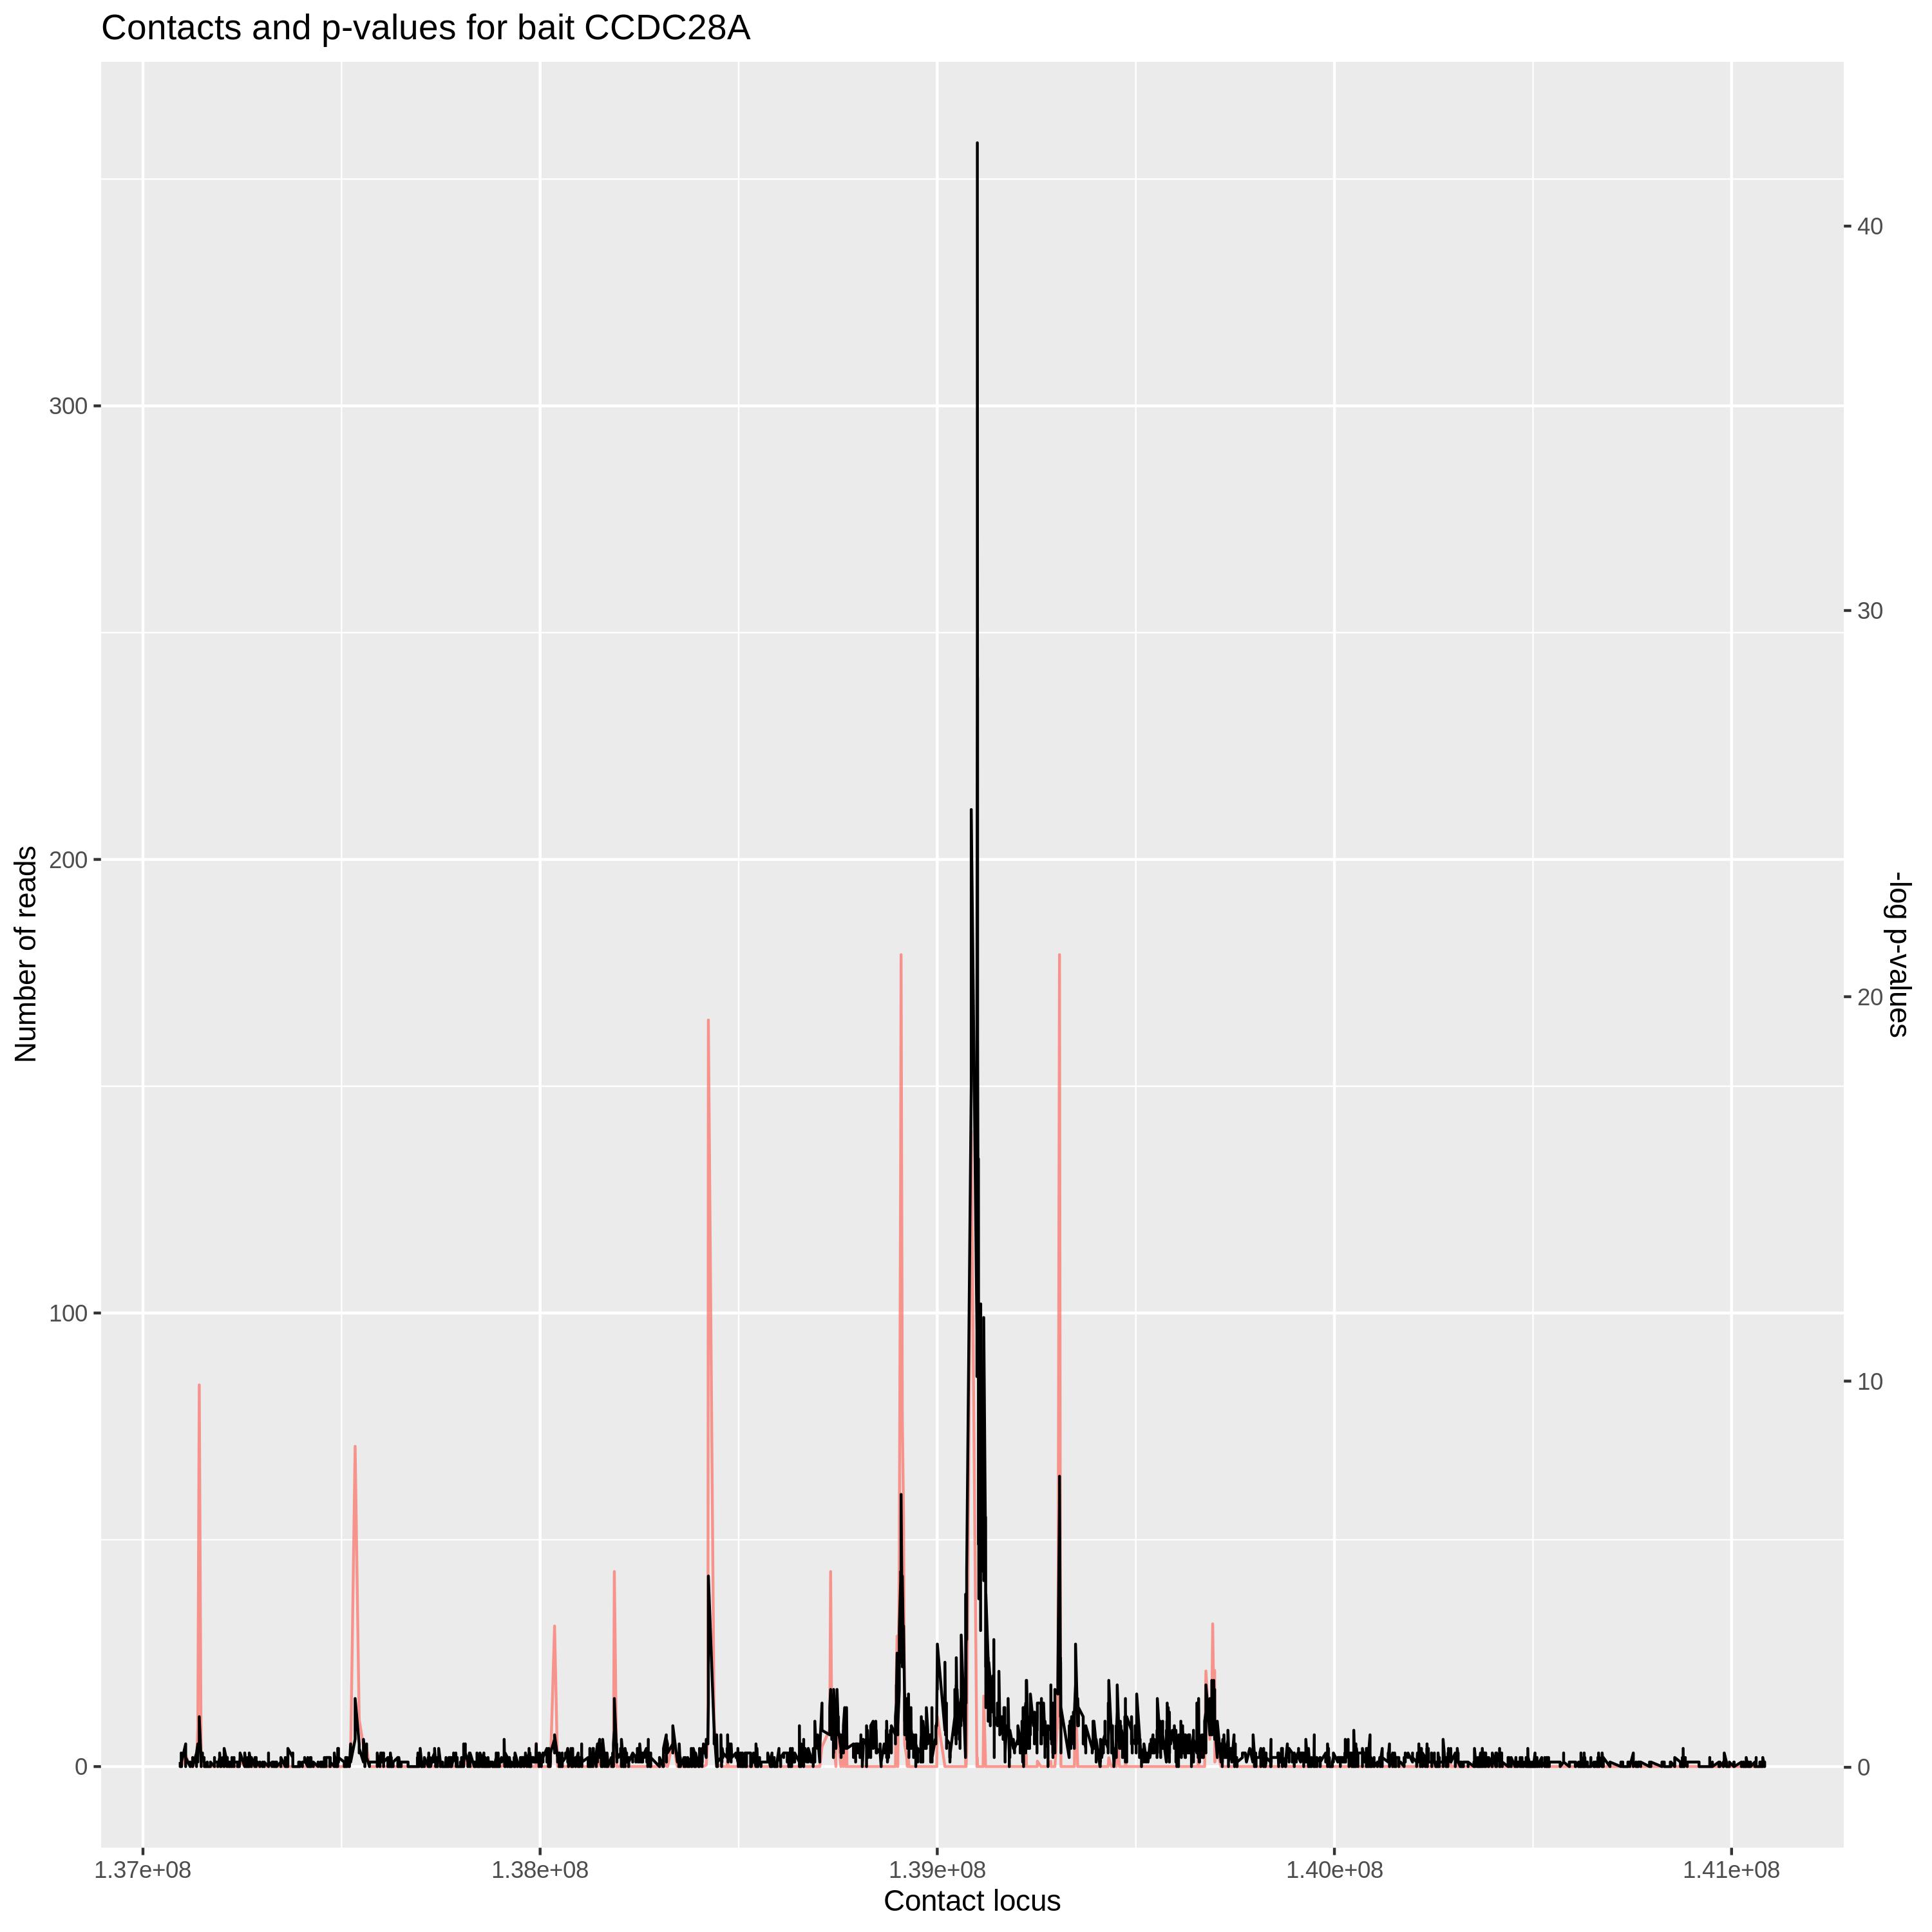 Contacts and p-values for bait CCDC28A
Number of reads
300
200
100
0
40
30
20
10
0
-log p-values
1.37e+08 1.38e+08 1.39e+08 1.40e+08 1.41e+08
Contact locus